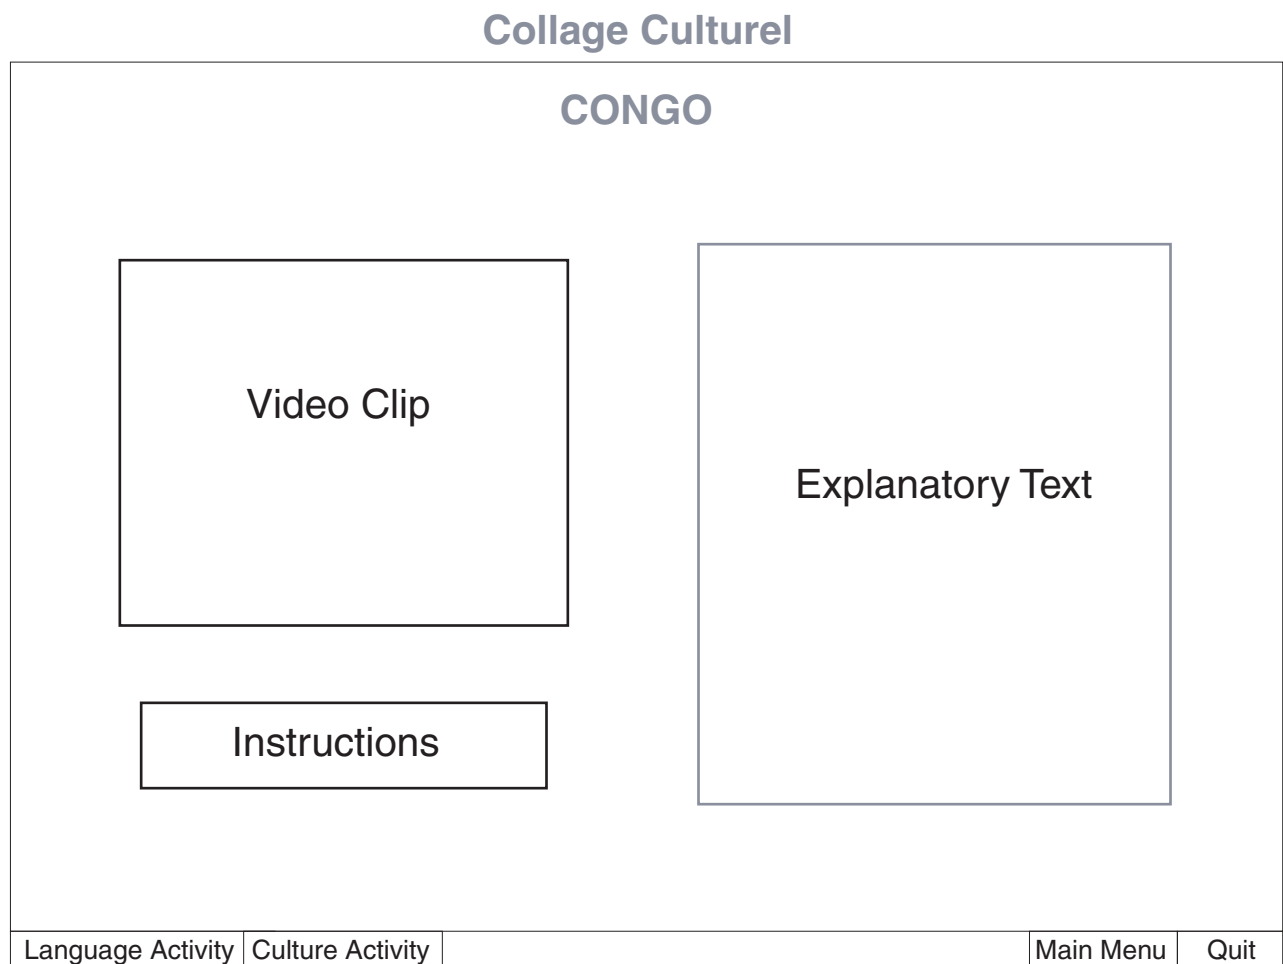 Collage Culturel
CONGO
Video Clip
Explanatory Text
Instructions
Language Activity
Culture Activity
Main Menu
Quit